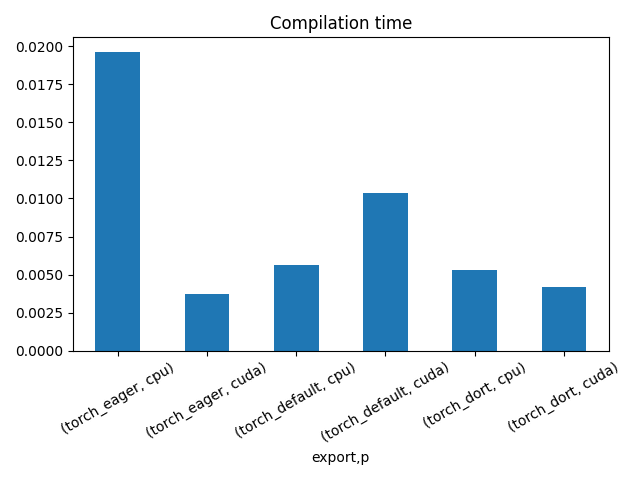 Compilation time
0.0200
0.0175
0.0150
0.0125
0.0100
0.0075
0.0050
0.0025
0.0000
(torch_eager, cpu)
(torch_eager, cuda)
(torch_default, cpu)
(torch_default, cuda)
(torch_dort, cpu)
(torch_dort, cuda)
export,p